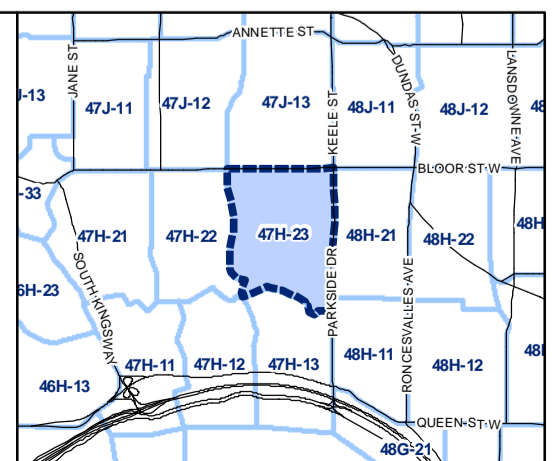 ANNETTE ST
JANE ST
J-13
47J-11
47J-12
47J-13
KEELE ST
48J-11
DUNDAS ST W
48J-12
LANSDOWNE AVE
48
BLOOR ST W
-33
47H-21
47H-22
47H-23
48H-21
48H-22
48H-
6H-23
SOUTH KINGSWAY
PARKSIDE DR
RONCESVALLES AVE
46H-13
47H-11
47H-12
47H-13
48H-11
48H-12
48H
QUEEN ST W
48G-21